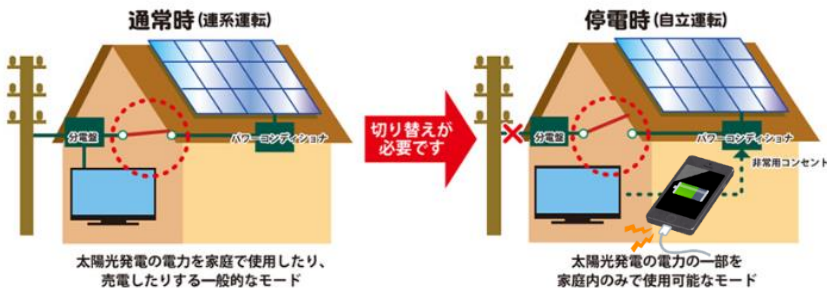 通常時(連系運転)
分電盤
パワーコンディショナ
太陽光発電の電力を家庭で使用したり、
売電したりする一般的なモード
切り替えが
必要です
停電時(自立運転)
分電盤
パワーコンディショナ
非常用コンセント
太陽光発電の電力の一部を
家庭内のみで使用可能なモード